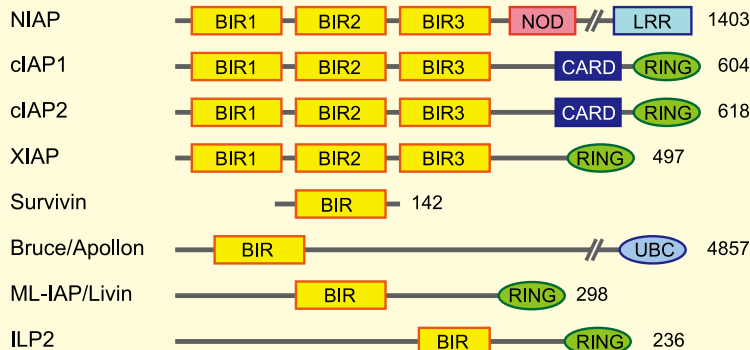 NIAP BIR1 BIR2 BIR3 NOD LRR 1403
cIAP1 BIR1 BIR2 BIR3 CARD RING 604
cIAP2 BIR1 BIR2 BIR3 CARD RING 618
XIAP BIR1 BIR2 BIR3 RING 497
Survivin BIR 142
Bruce/Apollon BIR UBC 4857
ML-IAP/Livin BIR RING 298
ILP2 BIR RING 236